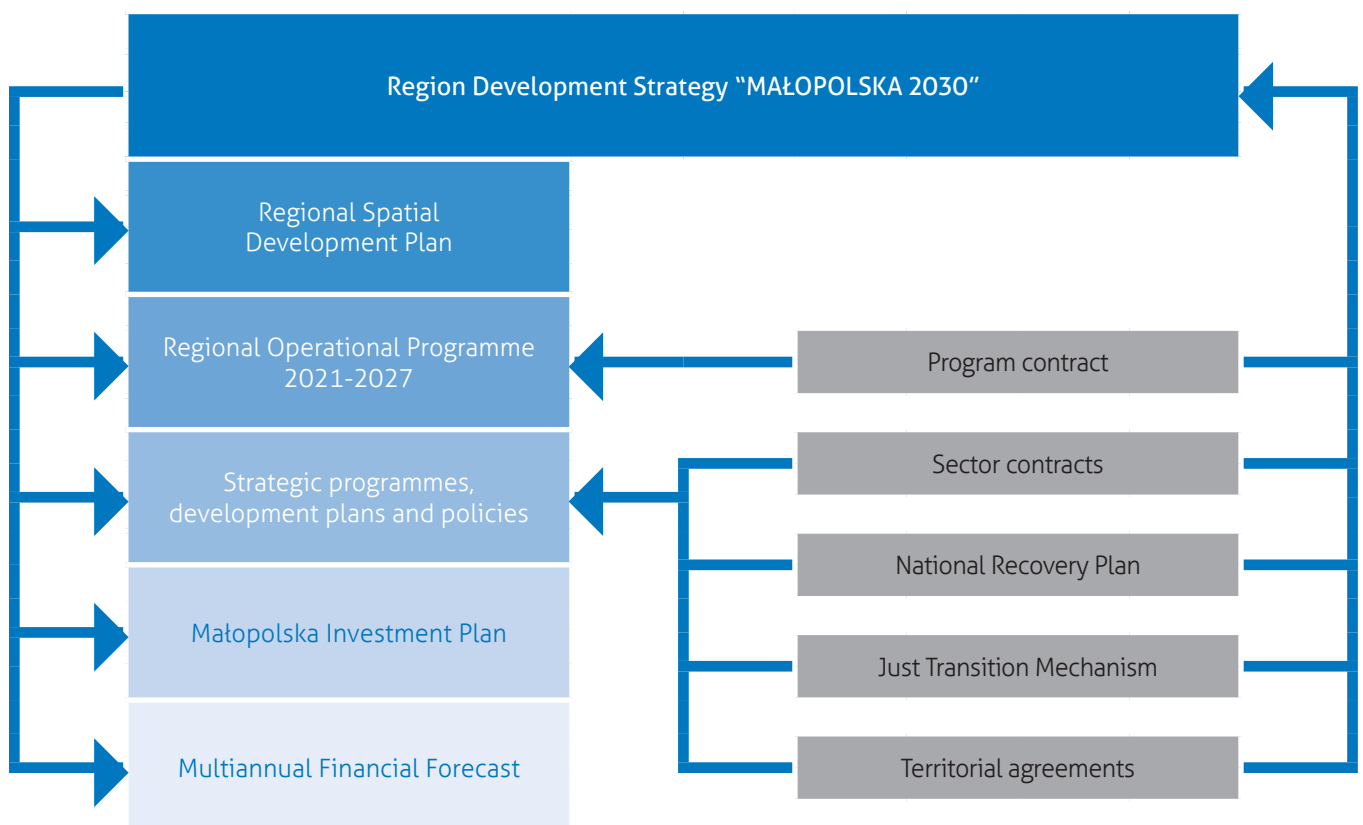 Region Development Strategy “MAŁOPOLSKA 2030”
Regional Spatial
Development Plan
Regional Operational Programme
2021-2027
Strategic programmes,
development plans and policies
Małopolska Investment Plan
Multiannual Financial Forecast
Program contract
Sector contracts
National Recovery Plan
Just Transition Mechanism
Territorial agreements